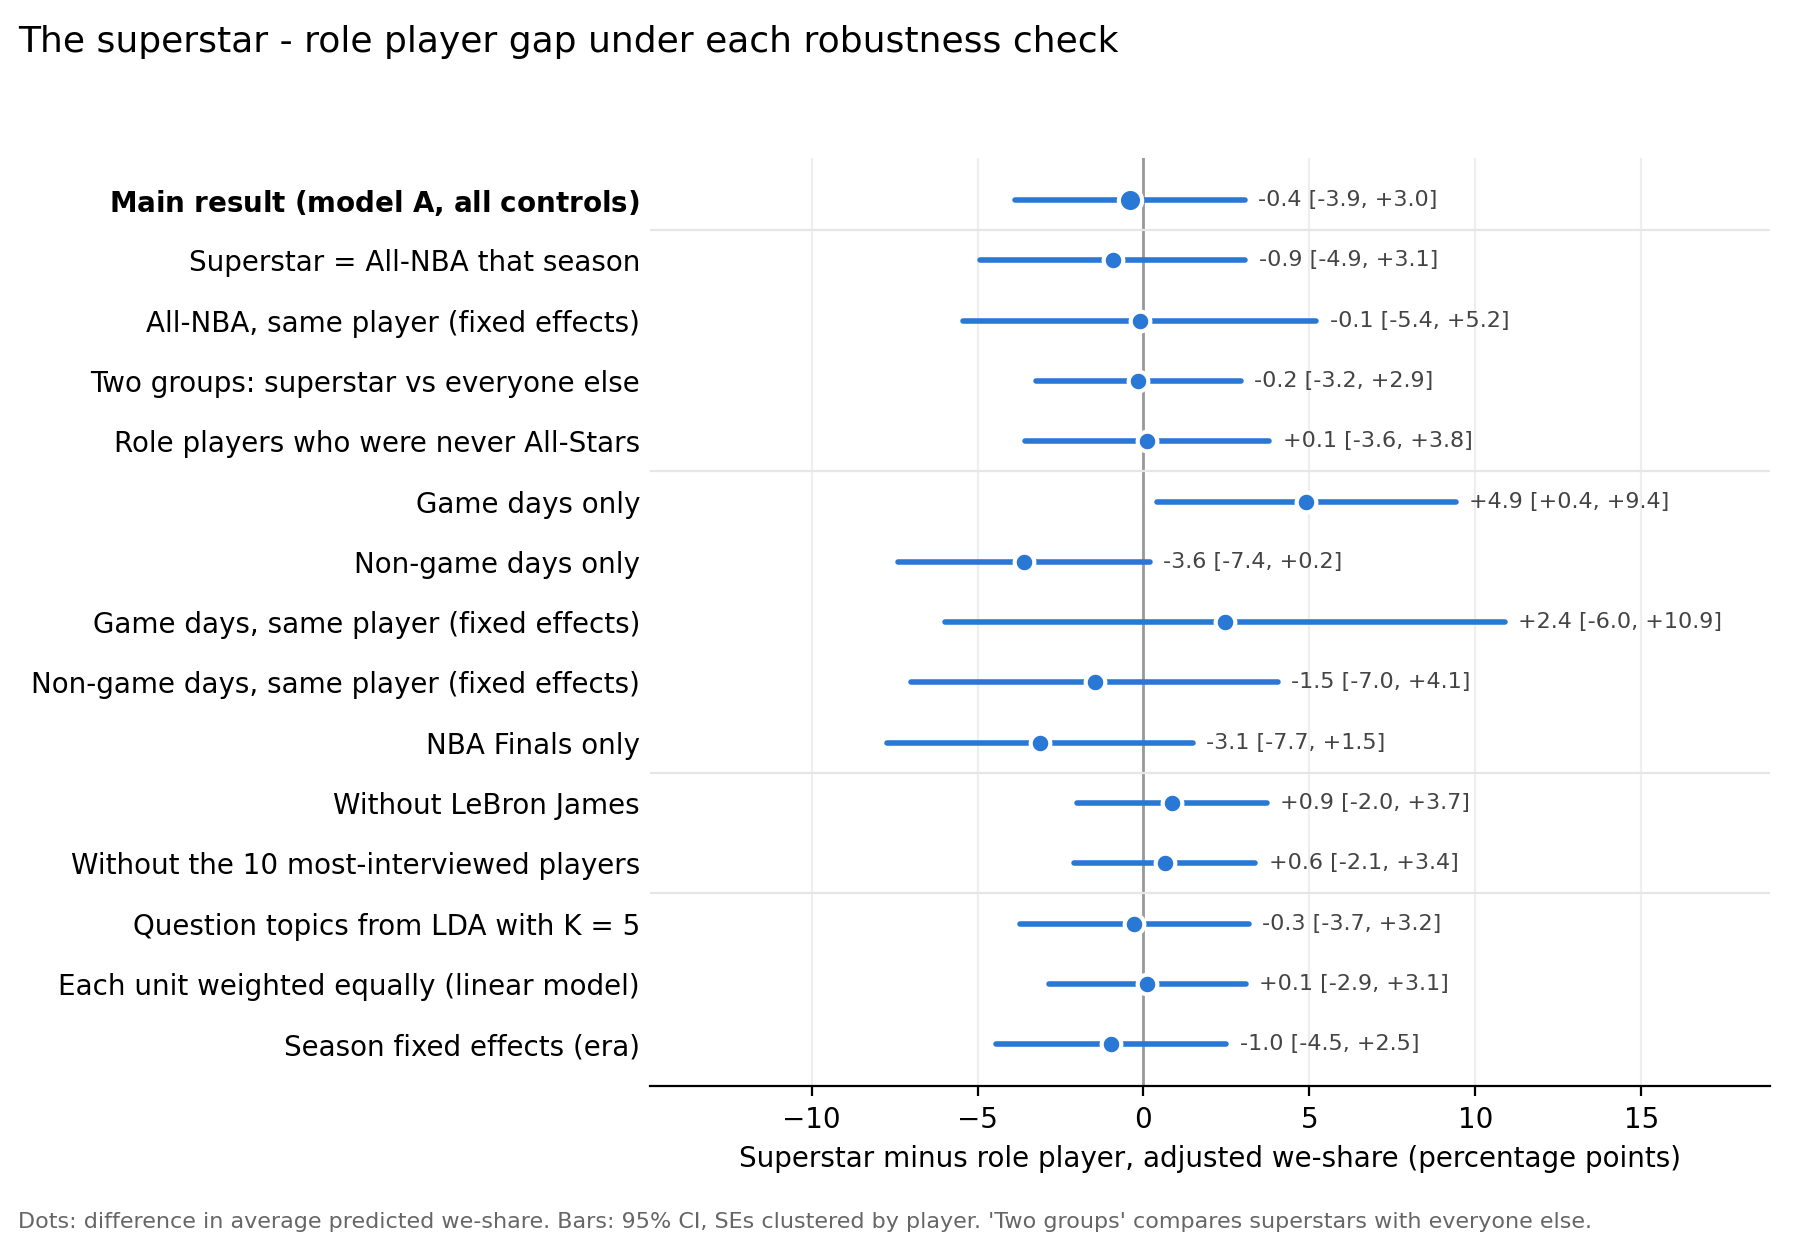 The superstar - role player gap under each robustness check
Main result (model A, all controls) -0.4 [-3.9, +3.0]
Superstar = All-NBA that season -0.9 [-4.9, +3.1]
All-NBA, same player (fixed effects) -0.1 [-5.4, +5.2]
Two groups: superstar vs everyone else -0.2 [-3.2, +2.9]
Role players who were never All-Stars +0.1 [-3.6, +3.8]
Game days only +4.9 [+0.4, +9.4]
Non-game days only -3.6 [-7.4, +0.2]
Game days, same player (fixed effects) +2.4 [-6.0, +10.9]
Non-game days, same player (fixed effects) -1.5 [-7.0, +4.1]
NBA Finals only -3.1 [-7.7, +1.5]
Without LeBron James +0.9 [-2.0, +3.7]
Without the 10 most-interviewed players +0.6 [-2.1, +3.4]
Question topics from LDA with K = 5 -0.3 [-3.7, +3.2]
Each unit weighted equally (linear model) +0.1 [-2.9, +3.1]
Season fixed effects (era) -1.0 [-4.5, +2.5]
−10 −5 0 5 10 15
Superstar minus role player, adjusted we-share (percentage points)
Dots: difference in average predicted we-share. Bars: 95% CI, SEs clustered by player. 'Two groups' compares superstars with everyone else.